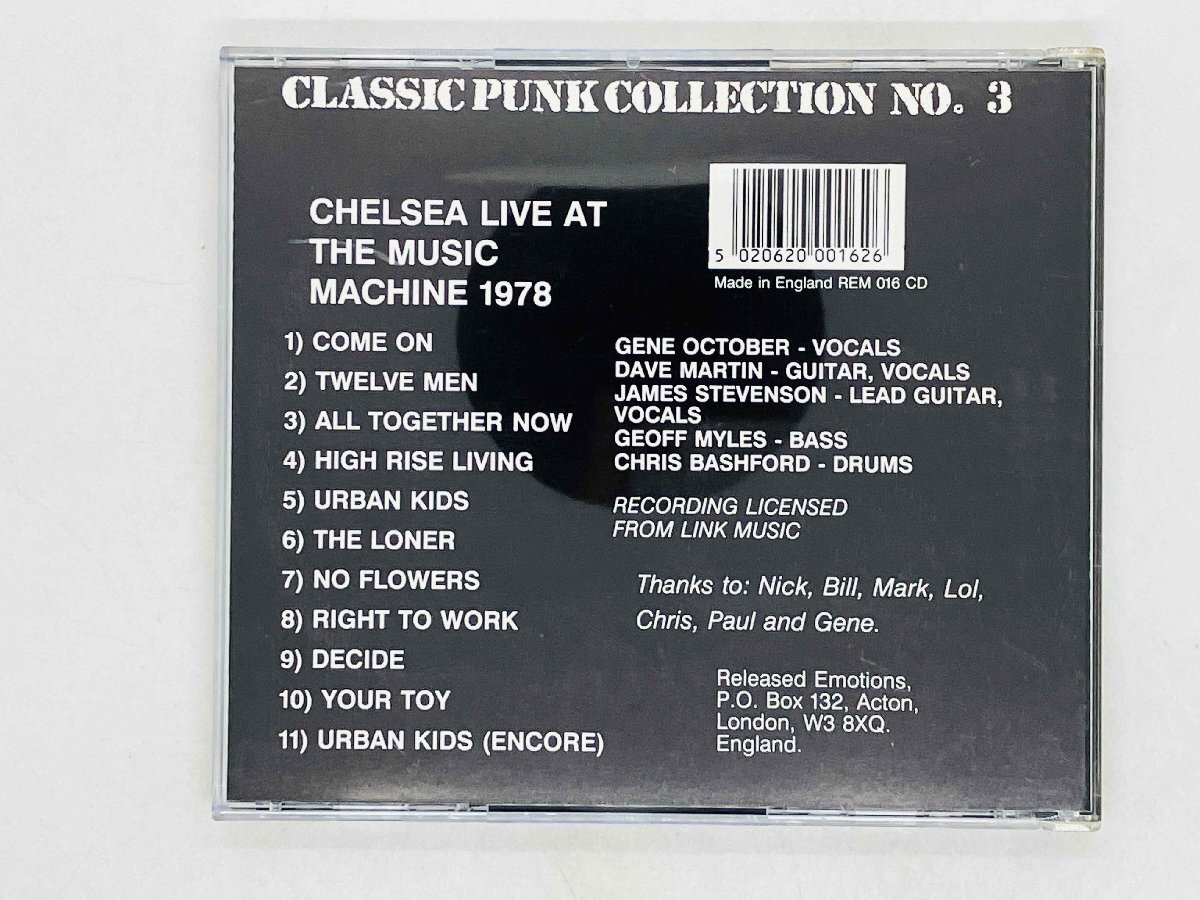 CLASSIC PUNK COLLECTION NO. 3
CHELSEA LIVE AT
THE MUSIC
MACHINE 1978
1) COME ON
2) TWELVE MEN
3) ALL TOGETHER NOW
4) HIGH RISE LIVING
5) URBAN KIDS
6) THE LONER
7) NO FLOWERS
8) RIGHT TO WORK
9) DECIDE
10) YOUR TOY
11) URBAN KIDS (ENCORE)
5 020620 001626
Made in England REM 016 CD
GENE OCTOBER - VOCALS
DAVE MARTIN - GUITAR, VOCALS
JAMES STEVENSON - LEAD GUITAR,
VOCALS
GEOFF MYLES - BASS
CHRIS BASHFORD - DRUMS
RECORDING LICENSED
FROM LINK MUSIC
Thanks to: Nick, Bill, Mark, Lol,
Chris, Paul and Gene.
Released Emotions,
P.O. Box 132, Acton,
London, W3 8XQ.
England.